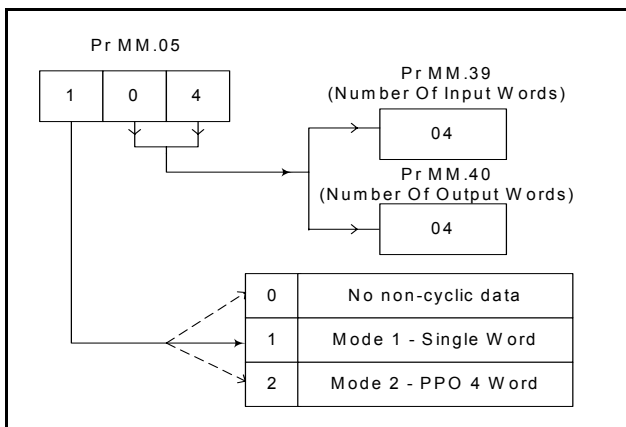 Pr MM.05
1 0 4
Pr MM.39
(Number Of Input Words)
04
Pr MM.40
(Number Of Output Words)
04
0 No non-cyclic data
1 Mode 1 - Single Word
2 Mode 2 - PPO 4 Word